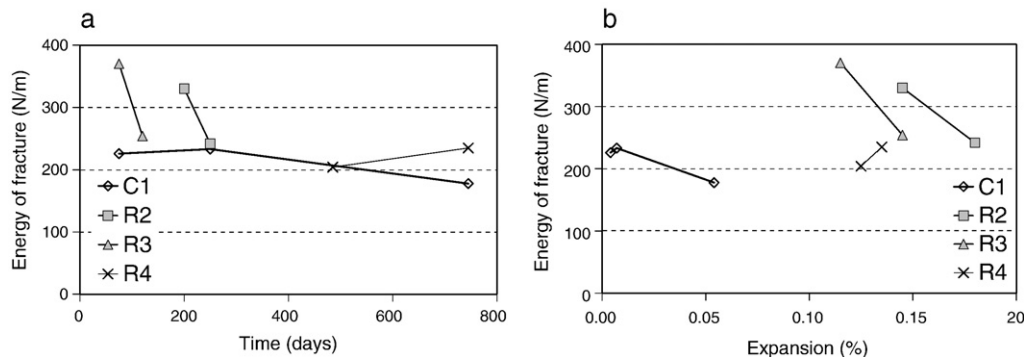 a
Energy of fracture (N/m)
400
300
200
100
0
C1
R2
R3
R4
0
200
400
600
800
Time (days)
b
Energy of fracture (N/m)
400
300
200
100
0
C1
R2
R3
R4
0.00
0.05
0.10
0.15
20
Expansion (%)